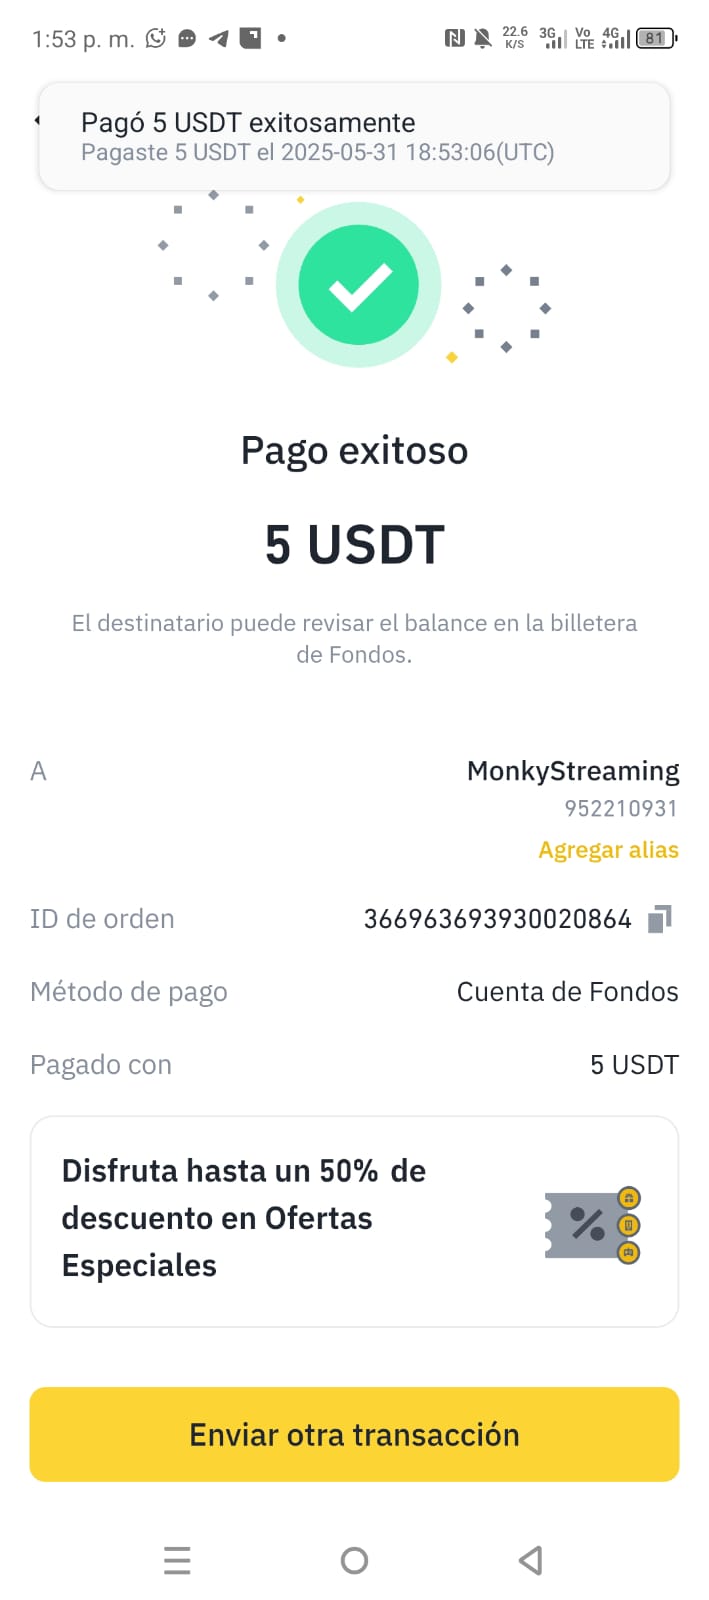 1:53 p. m.
22.6 K/S 3G Vo LTE 4G 81
Pagó 5 USDT exitosamente
Pagaste 5 USDT el 2025-05-31 18:53:06(UTC)
Pago exitoso
5 USDT
El destinatario puede revisar el balance en la billetera
de Fondos.
A
MonkyStreaming
952210931
Agregar alias
ID de orden
366963693930020864
Método de pago
Cuenta de Fondos
Pagado con
5 USDT
Disfruta hasta un 50% de
descuento en Ofertas
Especiales
%
Enviar otra transacción